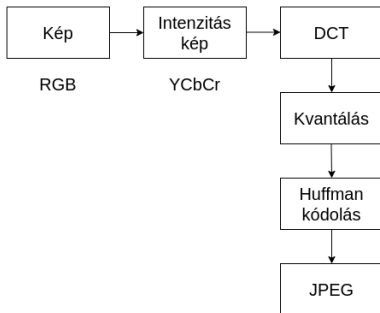 Kép
Intenzitás
kép
DCT
RGB
YCbCr
Kvantálás
Huffman
kódolás
JPEG